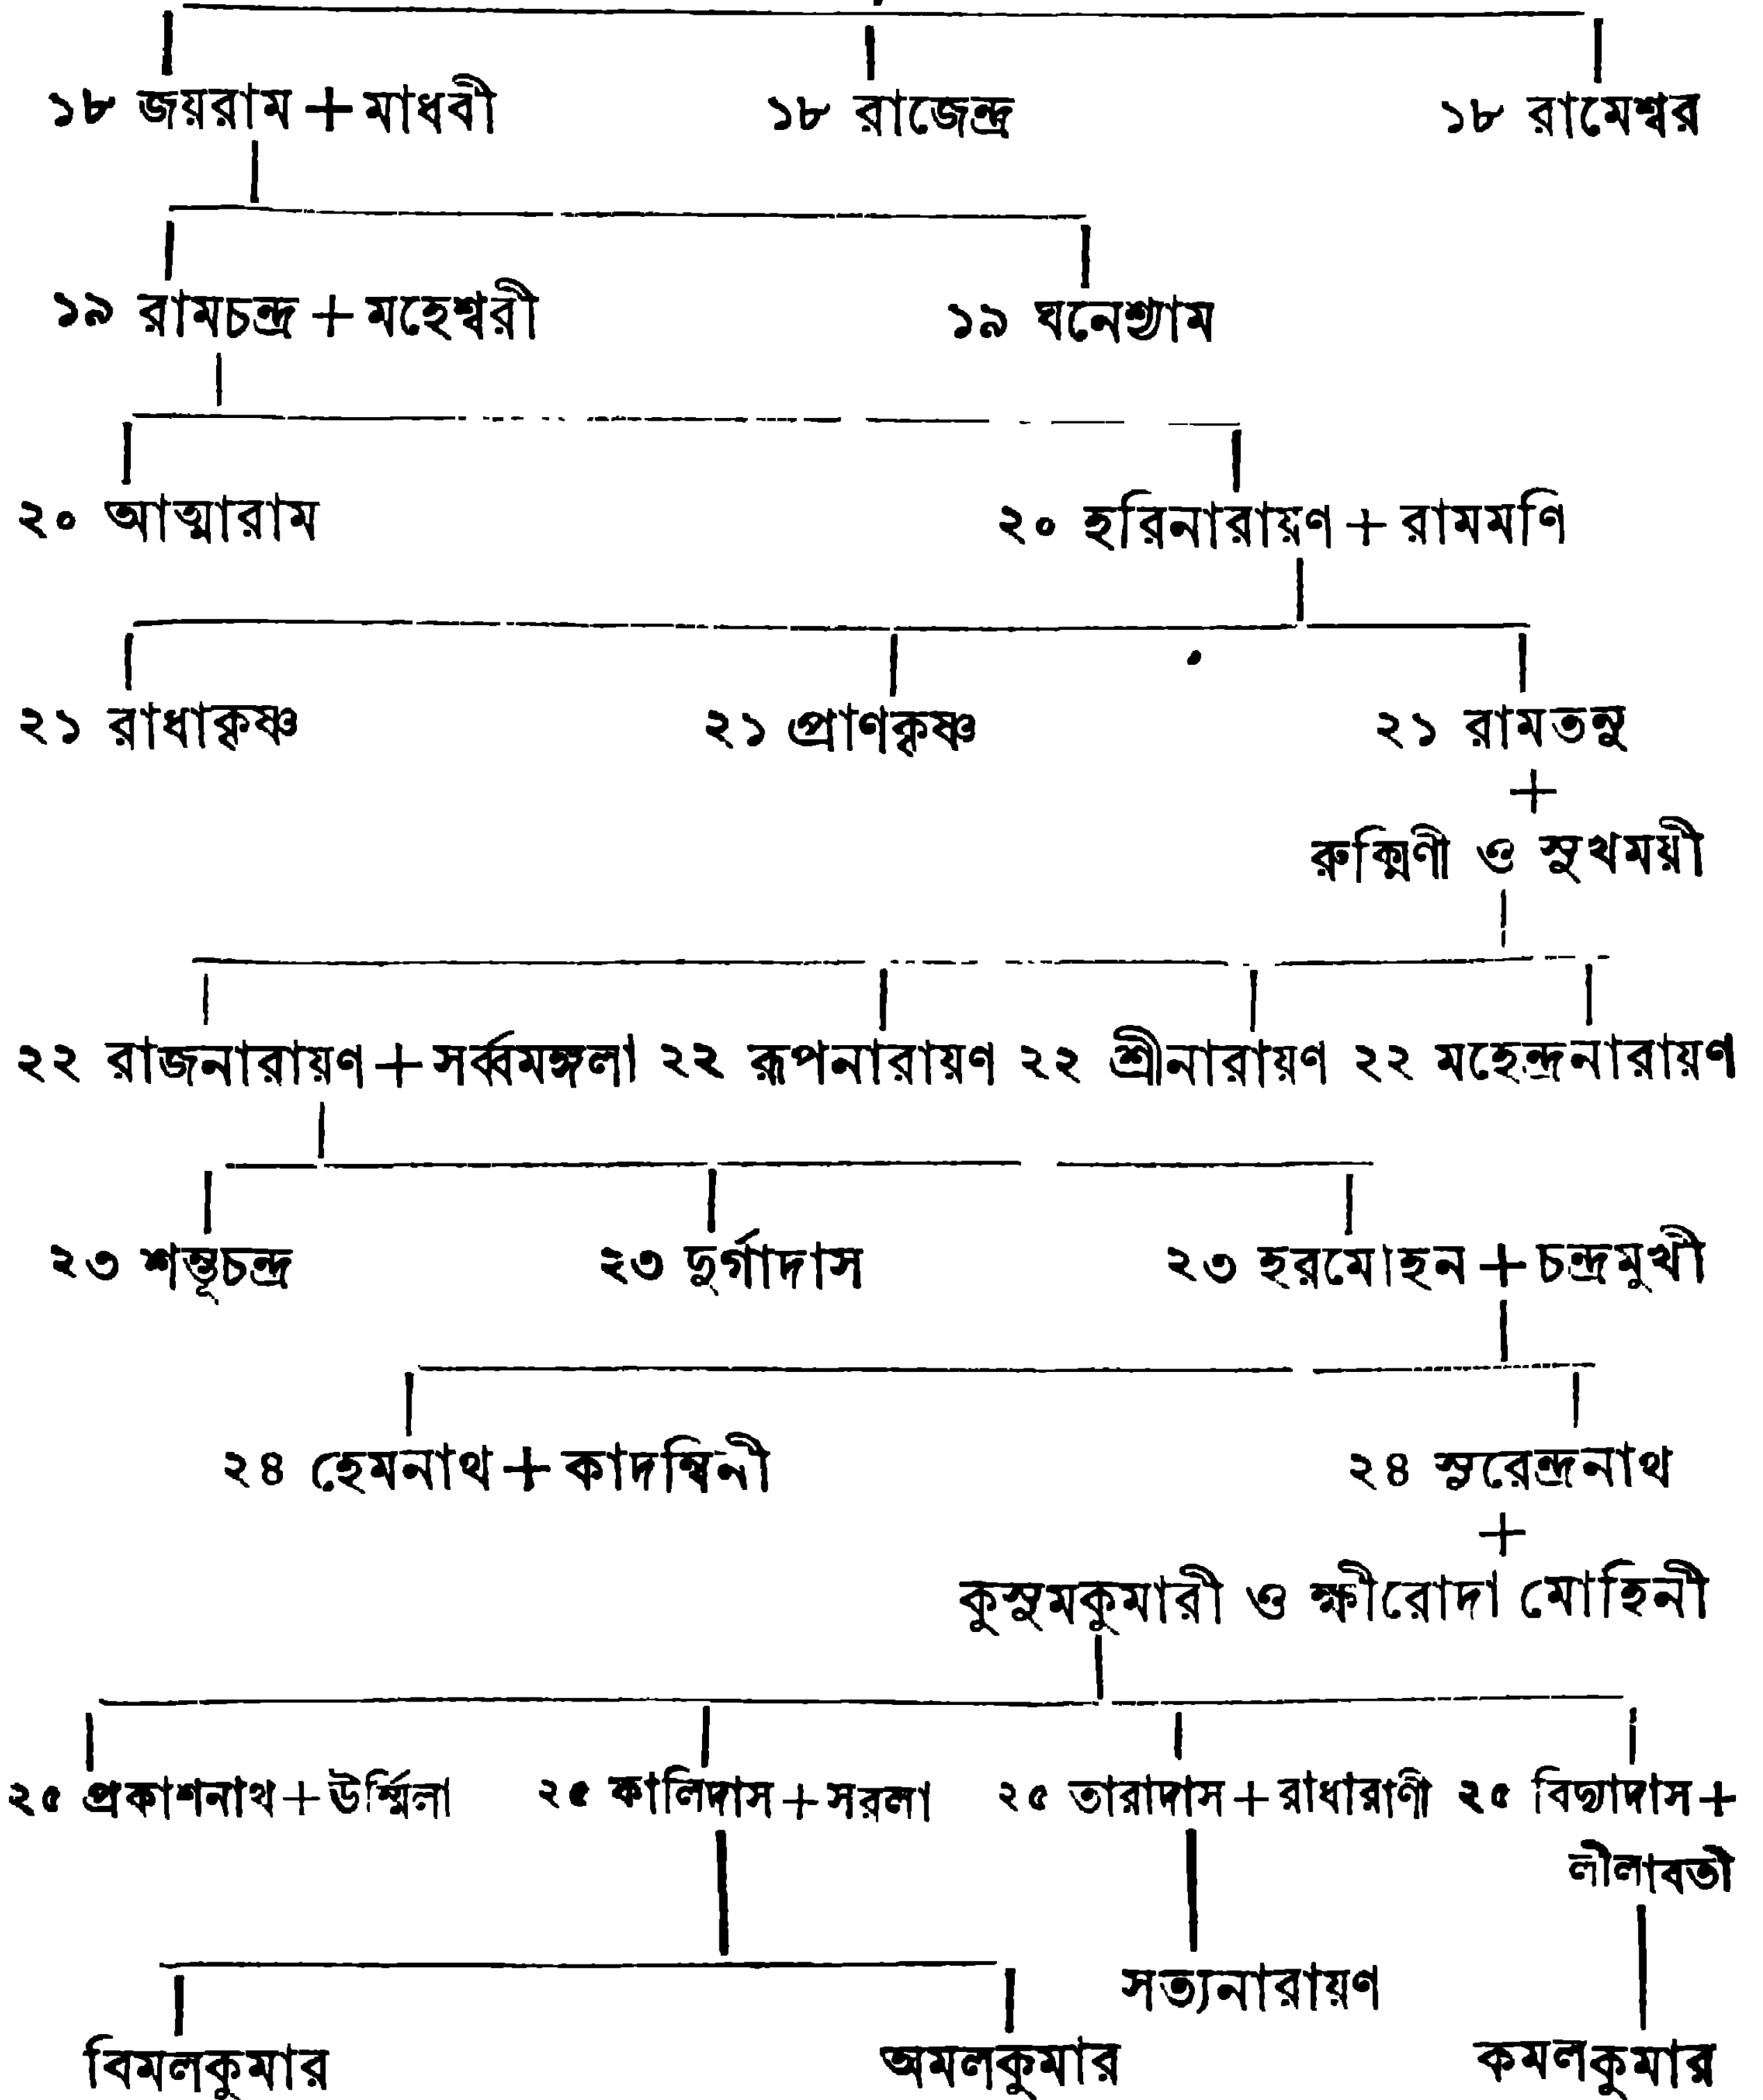 ১৮ জয়রাম + মাধবী ১৮ রাজেন্দ্র ১৮ রামেশ্বর
১৯ রামচন্দ্র + মহেশ্বরী ১৯ ঘনেশ্যাম
২০ আত্মারাম ২০ হরিনারায়ণ + রামমণি
২১ রাধাকৃষ্ণ ২১ প্রাণকৃষ্ণ ২১ রামতনু
+
রুক্মিণী ও সুখময়ী
২২ রাজনারায়ণ + সর্ব্বমঙ্গলা ২২ রূপনারায়ণ ২২ শ্রীনারায়ণ ২২ মহেন্দ্রনারায়ণ
২৩ শম্ভূচন্দ্র ২৩ দুর্গাদাস ২৩ হরমোহন + চন্দ্রমুখী
২৪ হেমনাথ + কাদম্বিনী ২৪ সুরেন্দ্রনাথ
+
কুসুমকুমারী ও ক্ষীরোদা মোহিনী
২৫ প্রকাশনাথ + ঊর্ম্মিলা ২৫ কালিদাস + সরলা ২৫ তারাদাস + রাধারাণী ২৫ বিদ্যাদাস +
লীলাবতী
সত্যনারায়ণ
বিমলকুমার অমলকুমার কমলকুমার